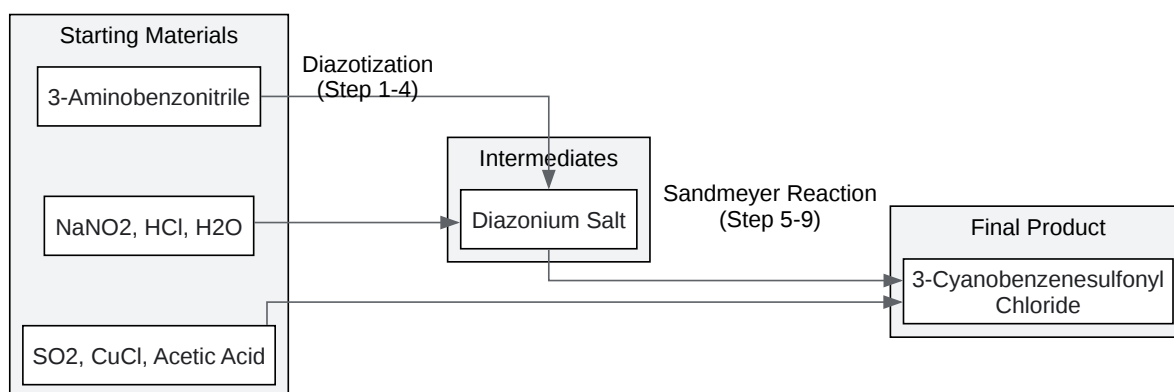 Starting Materials
3-Aminobenzonitrile
Diazotization
(Step 1-4)
Intermediates
NaNO2, HCl, H2O
Diazonium Salt
Sandmeyer Reaction
(Step 5-9)
Final Product
3-Cyanobenzenesulfonyl
Chloride
SO2, CuCl, Acetic Acid